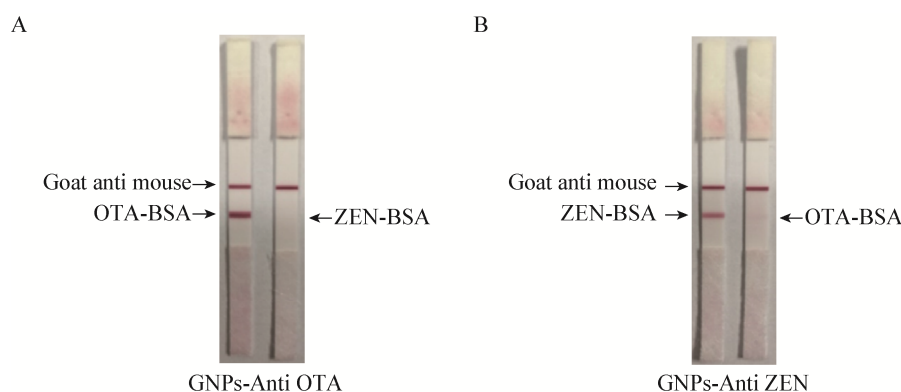 A
B
Goat anti mouse
OTA-BSA
ZEN-BSA
GNPs-Anti OTA
Goat anti mouse
ZEN-BSA
OTA-BSA
GNPs-Anti ZEN